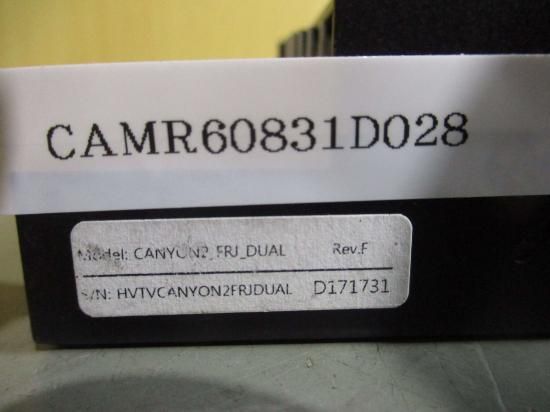 CAMR60831D028
Model: CANYON2_FRJ_DUAL Rev.F
S/N: HVTVCANYON2FRJDUAL D171731